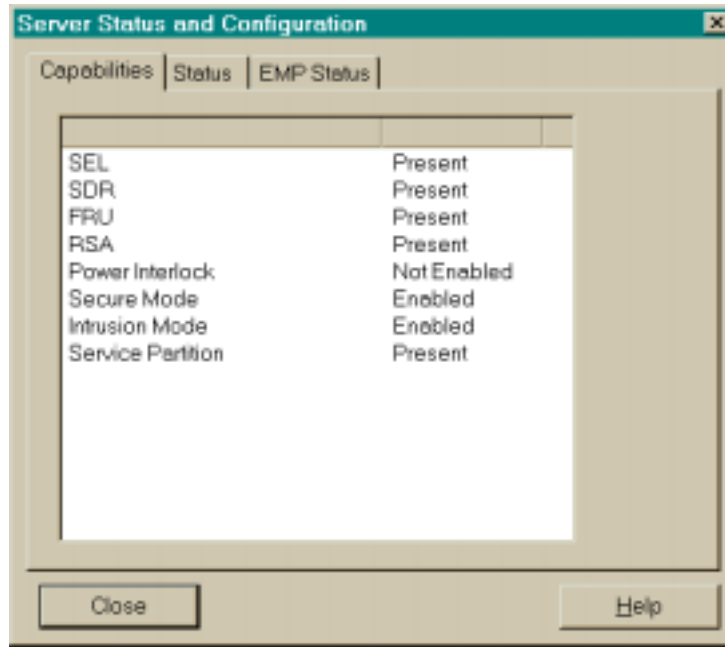 Server Status and Configuration
Capabilities Status EMP Status
SEL Present
SDR Present
FRU Present
RSA Present
Power Interlock Not Enabled
Secure Mode Enabled
Intrusion Mode Enabled
Service Partition Present
Close Help